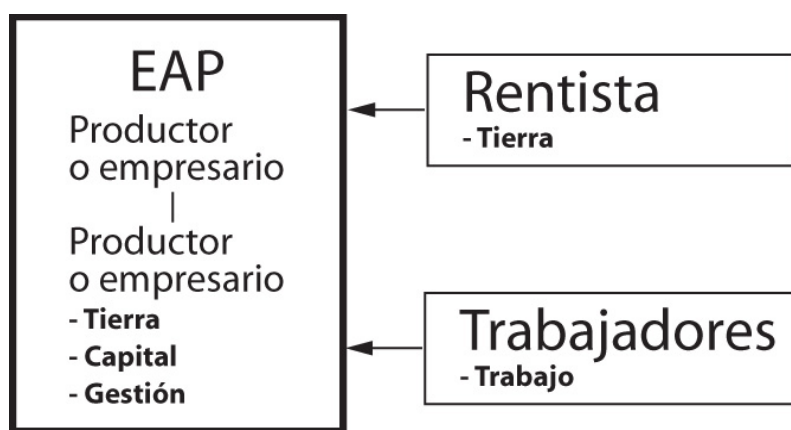 EAP
Productor
o empresario
Productor
o empresario
- Tierra
- Capital
- Gestión
Rentista
- Tierra
Trabajadores
- Trabajo